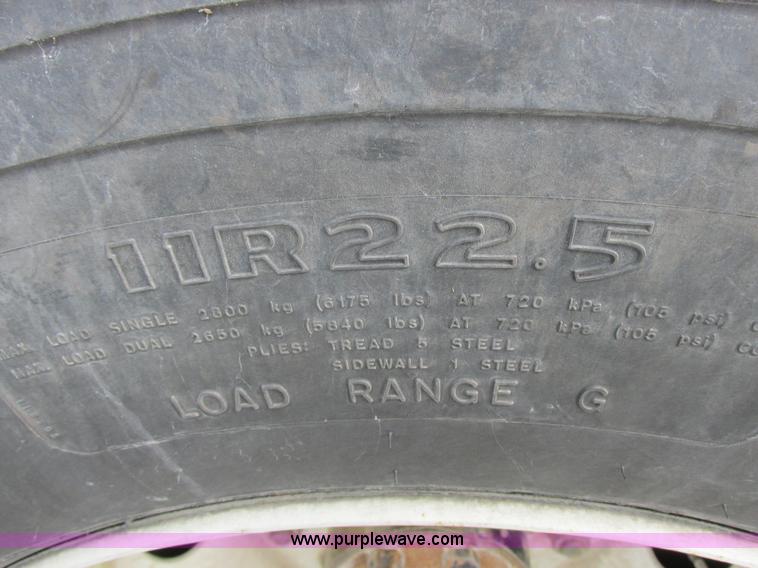 11R22.5
MAX. LOAD SINGLE 2800 kg (6175 lbs) AT 720 kPa (105 psi)
MAX. LOAD DUAL 2650 kg (5840 lbs) AT 720 kPa (105 psi)
PLIES: TREAD 5 STEEL
SIDEWALL 1 STEEL
LOAD RANGE G
www.purplewave.com